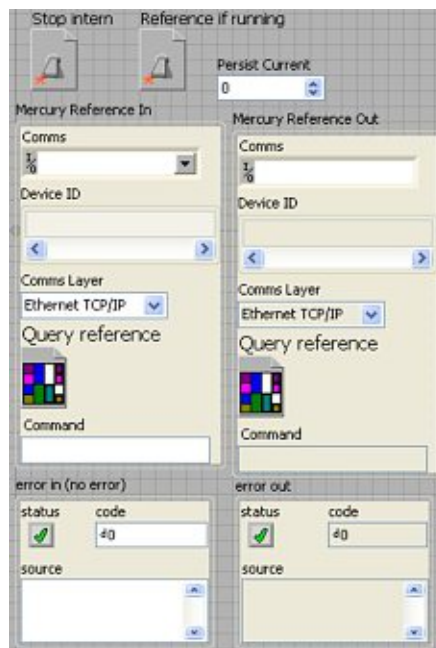 Stop intern Reference if running
Persist Current
0
Mercury Reference In
Comms
I/O
Device ID
Comms Layer
Ethernet TCP/IP
Query reference
Command
error in (no error)
status code
d0
source
Mercury Reference Out
Comms
I/O
Device ID
Comms Layer
Ethernet TCP/IP
Query reference
Command
error out
status code
d0
source